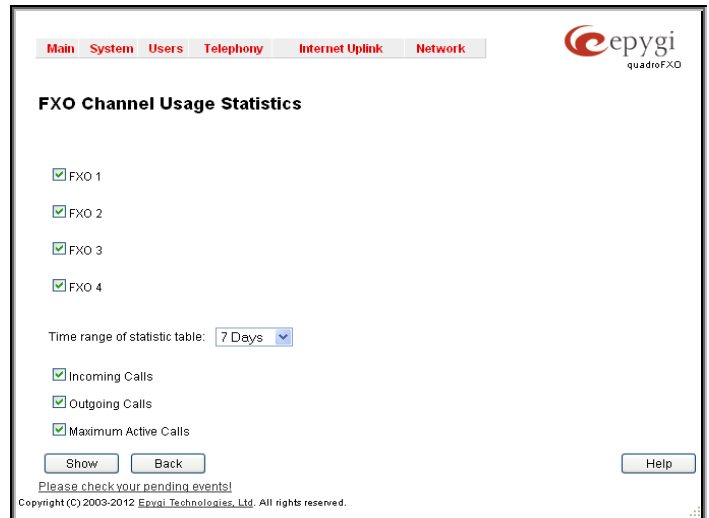 Main System Users Telephony Internet Uplink Network
epygi
quadroFXO
FXO Channel Usage Statistics
FXO 1
FXO 2
FXO 3
FXO 4
Time range of statistic table: 7 Days
Incoming Calls
Outgoing Calls
Maximum Active Calls
Show Back Help
Please check your pending events!
Copyright (C) 2003-2012 Epygi Technologies, Ltd. All rights reserved.